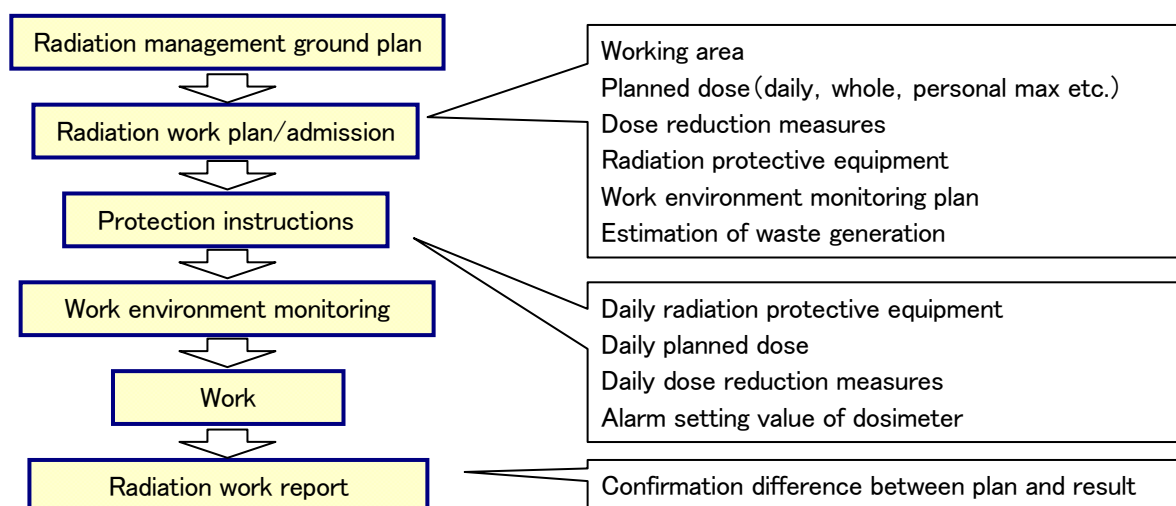 Radiation management ground plan
Radiation work plan/admission
Protection instructions
Work environment monitoring
Work
Radiation work report
Working area
Planned dose(daily, whole, personal max etc.)
Dose reduction measures
Radiation protective equipment
Work environment monitoring plan
Estimation of waste generation
Daily radiation protective equipment
Daily planned dose
Daily dose reduction measures
Alarm setting value of dosimeter
Confirmation difference between plan and result